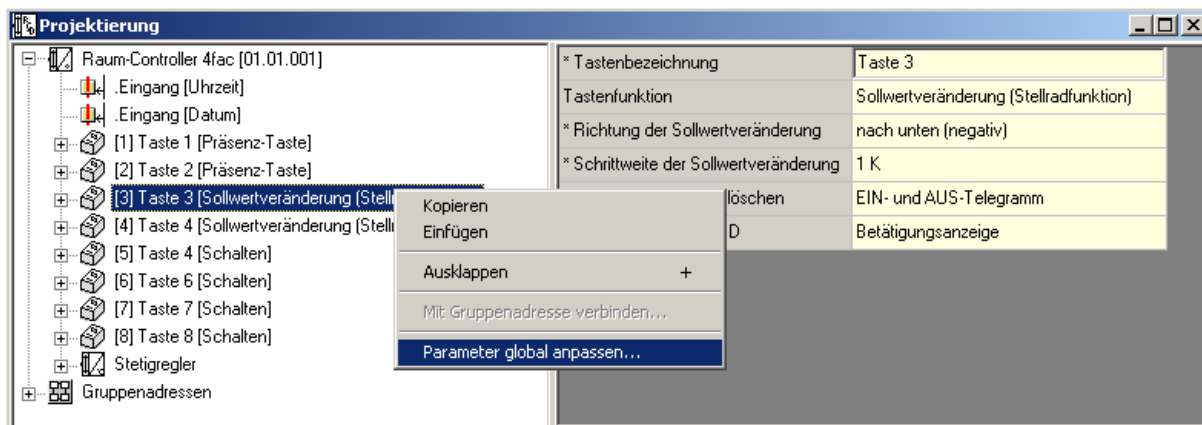 Projektierung
Raum-Controller 4fac [01.01.001]
.Eingang [Uhrzeit]
.Eingang [Datum]
[1] Taste 1 [Präsenz-Taste]
[2] Taste 2 [Präsenz-Taste]
[3] Taste 3 [Sollwertveränderung (Stell
[4] Taste 4 [Sollwertveränderung (Stell
[5] Taste 4 [Schalten]
[6] Taste 6 [Schalten]
[7] Taste 7 [Schalten]
[8] Taste 8 [Schalten]
Stetigregler
Gruppenadressen
Kopieren
Einfügen
Ausklappen +
Mit Gruppenadresse verbinden...
Parameter global anpassen...
* Tastenbezeichnung Taste 3
Tastenfunktion Sollwertveränderung (Stellradfunktion)
* Richtung der Sollwertveränderung nach unten (negativ)
* Schrittweite der Sollwertveränderung 1 K
löschen EIN- und AUS-Telegramm
D Betätigungsanzeige